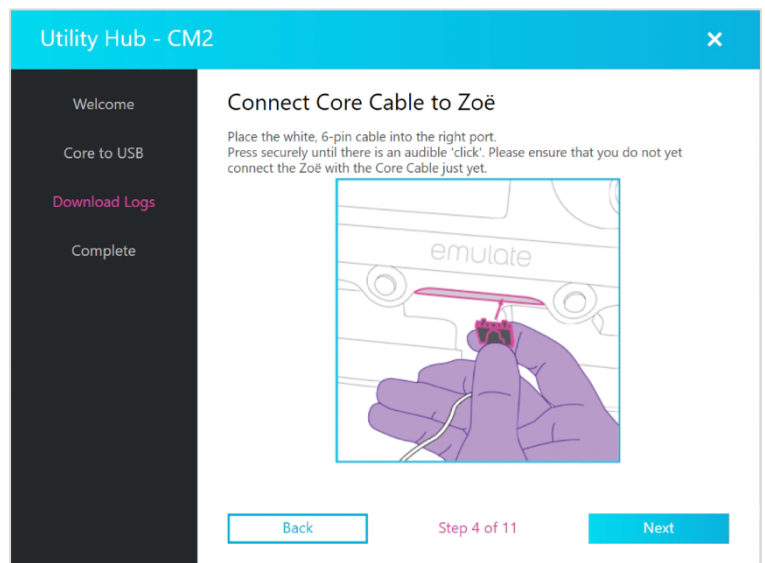 Utility Hub - CM2
Welcome
Core to USB
Download Logs
Complete
Connect Core Cable to Zoë
Place the white, 6-pin cable into the right port.
Press securely until there is an audible 'click'. Please ensure that you do not yet
connect the Zoë with the Core Cable just yet.
emulate
Back
Step 4 of 11
Next